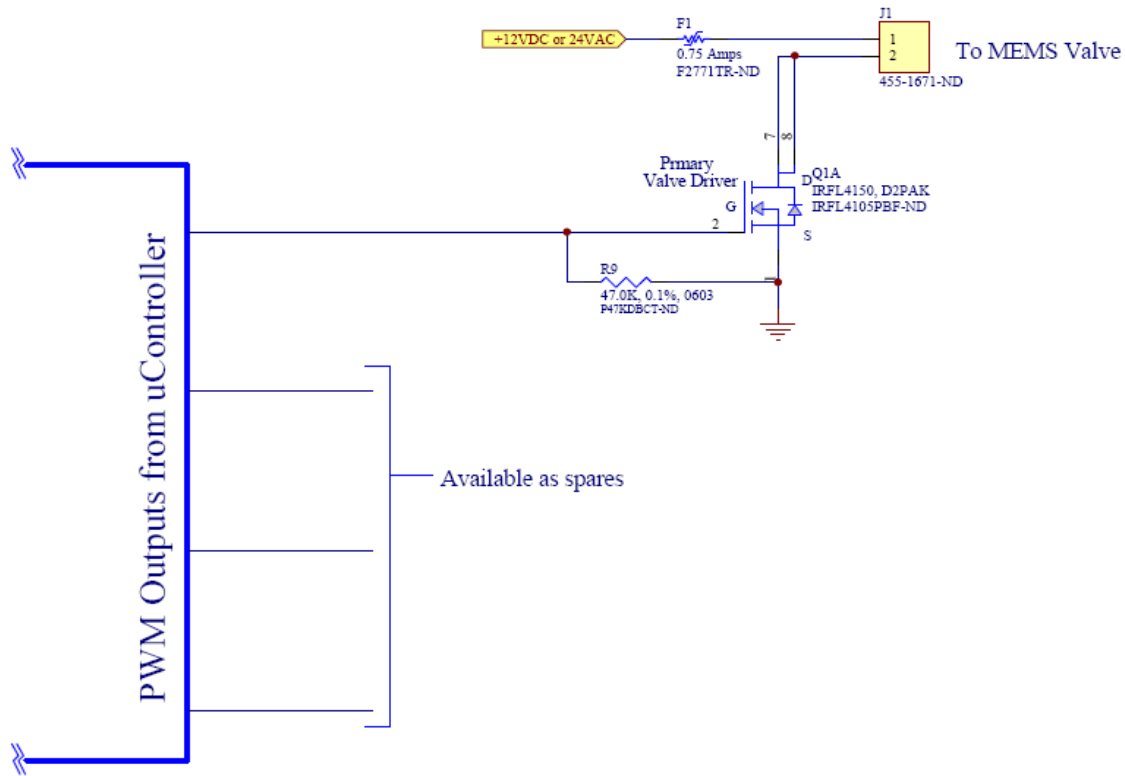 J1
F1
+12VDC or 24VAC
1
0.75 Amps
2
To MEMS Valve
F2771TR-ND
455-1671-ND
7
8
Prmary
Valve Driver
D
Q1A
IRFL4150, D2PAK
G
IRFL4105PBF-ND
2
S
R9
1
47.0K, 0.1%, 0603
P47KDBCT-ND
PWM Outputs from uController
Available as spares